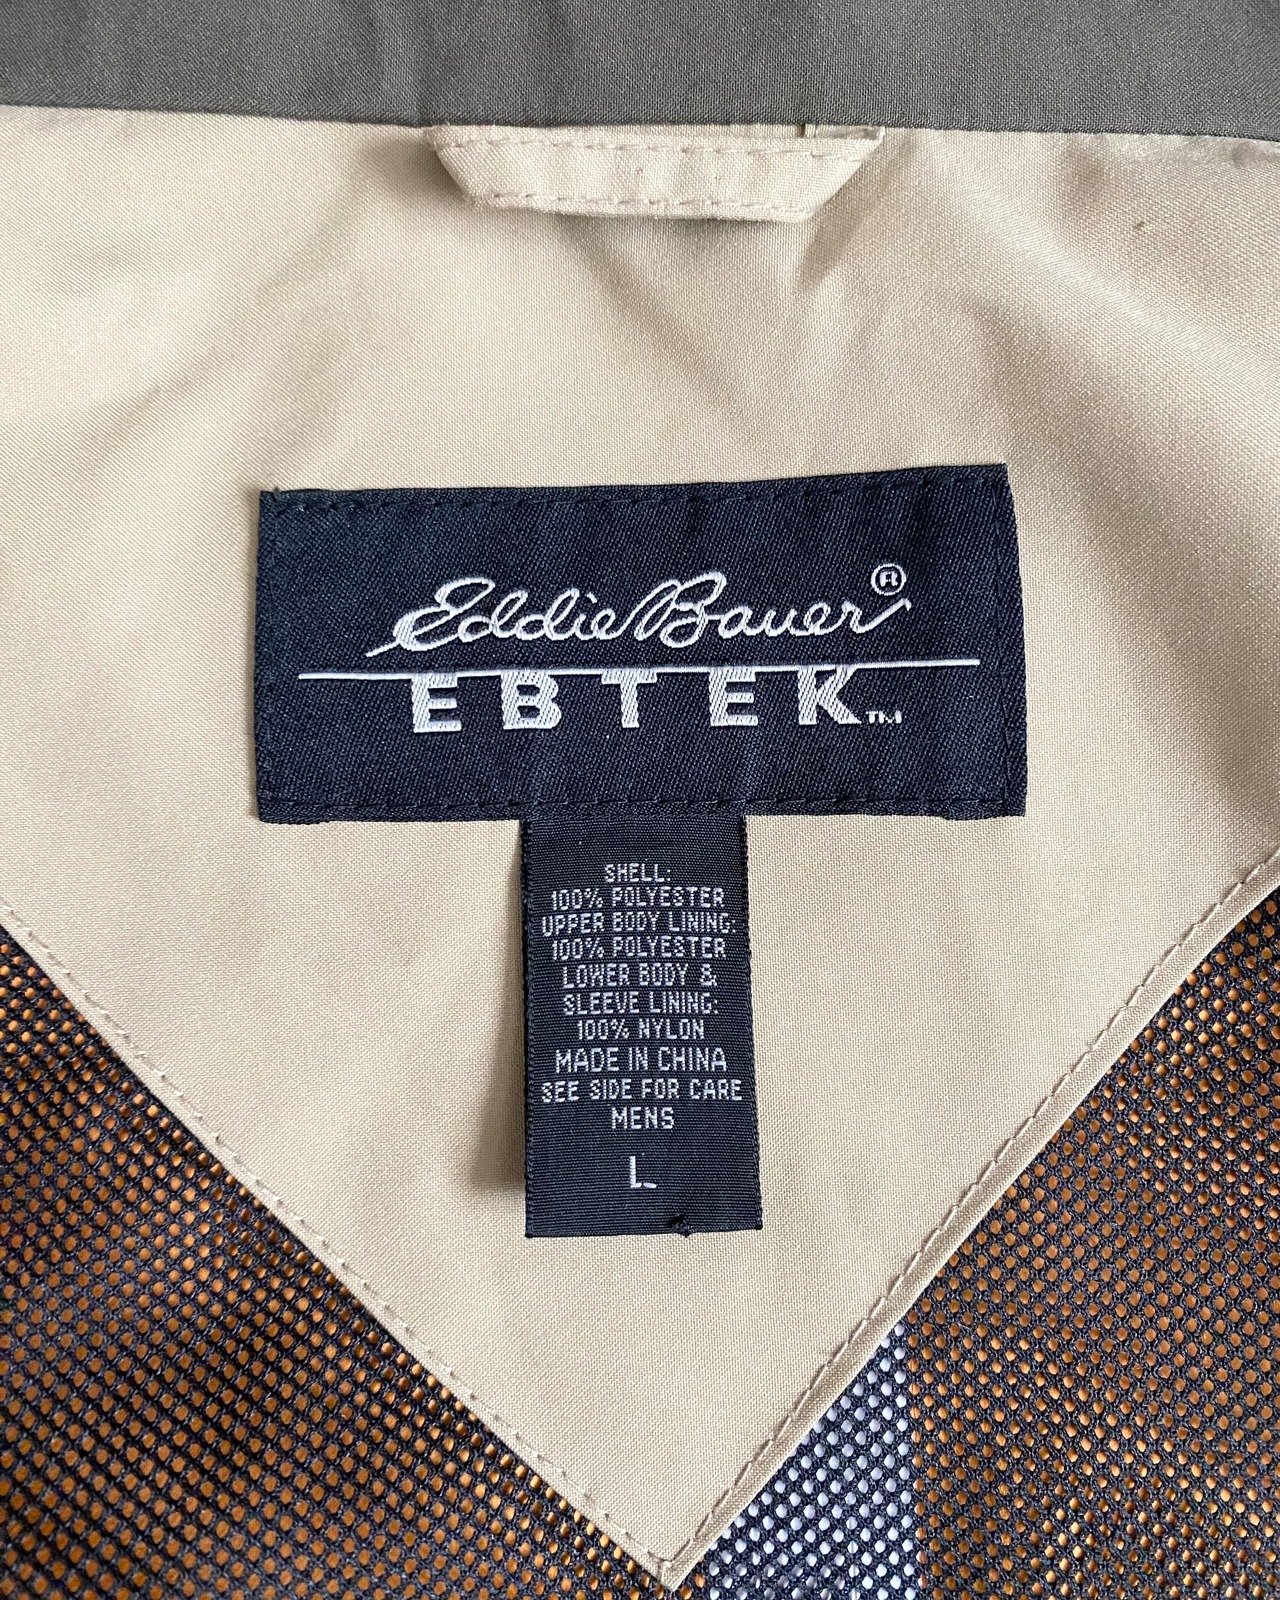 Eddie Bauer®
EBTEK™
SHELL:
100% POLYESTER
UPPER BODY LINING:
100% POLYESTER
LOWER BODY &
SLEEVE LINING:
100% NYLON
MADE IN CHINA
SEE SIDE FOR CARE
MENS
L